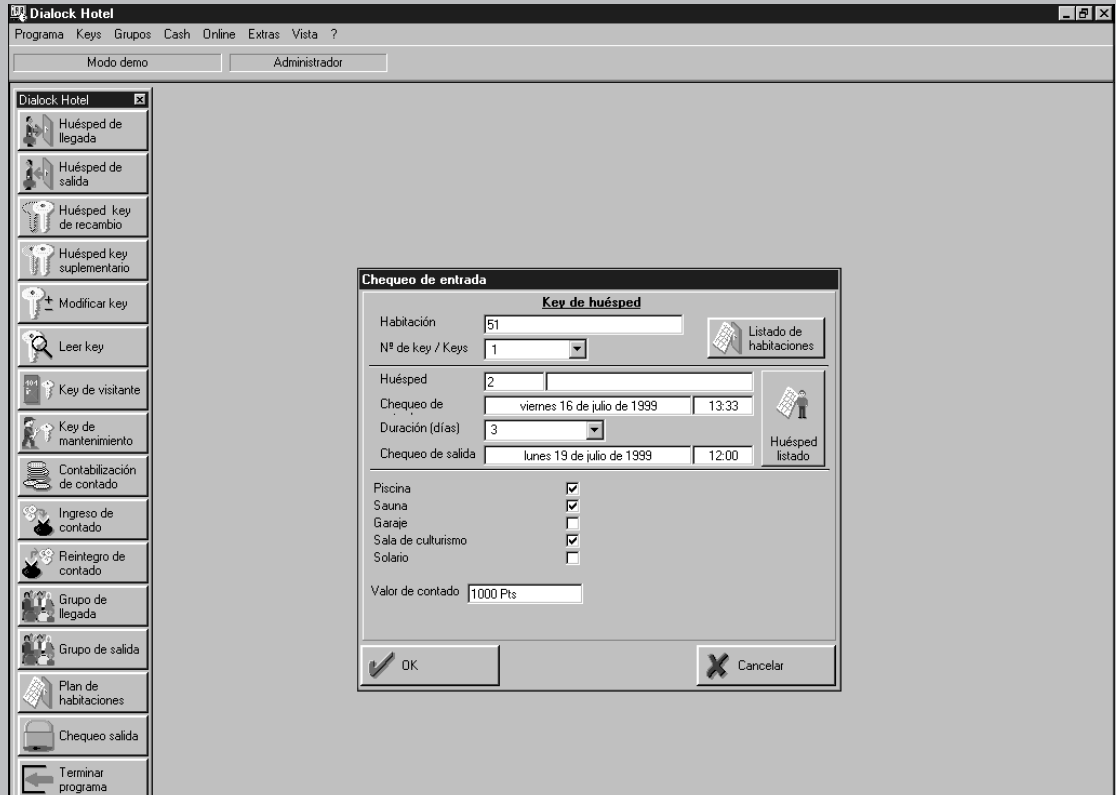 Dialock Hotel
Programa Keys Grupos Cash Online Extras Vista ?
Modo demo Administrador
Dialock Hotel
Huésped de
llegada
Huésped de
salida
Huésped key
de recambio
Huésped key
suplementario
Modificar key
Leer key
Key de visitante
Key de
mantenimiento
Contabilización
de contado
Ingreso de
contado
Reintegro de
contado
Grupo de
llegada
Grupo de salida
Plan de
habitaciones
Chequeo salida
Terminar
programa
Chequeo de entrada
Key de huésped
Habitación 51
Nº de key / Keys 1
Listado de
habitaciones
Huésped 2
Chequeo de viernes 16 de julio de 1999 13:33
Duración (días) 3
Chequeo de salida lunes 19 de julio de 1999 12:00
Huésped
listado
Piscina
Sauna
Garaje
Sala de culturismo
Solario
Valor de contado 1000 Pts
OK Cancelar